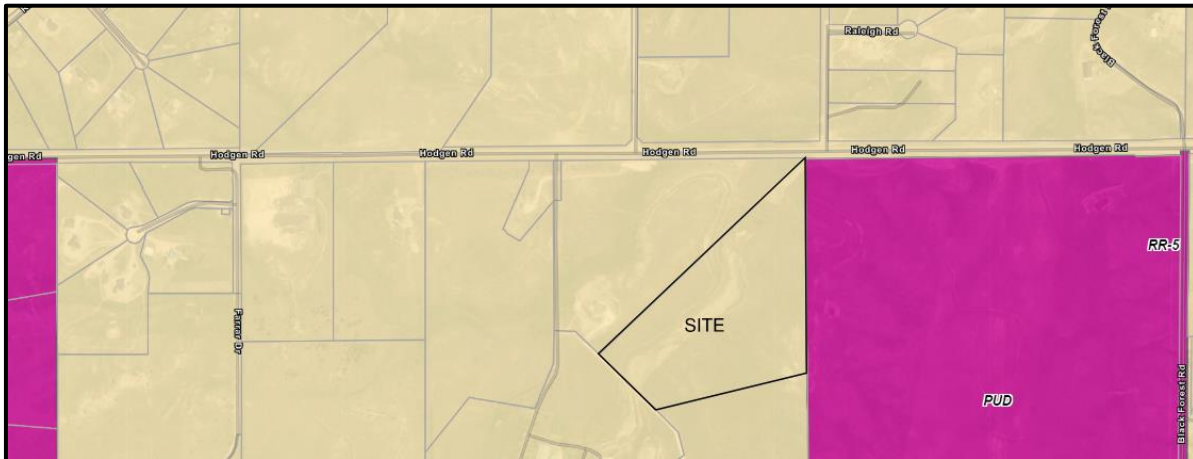 Raleigh Rd
Black Forest
gen Rd
Hodgen Rd
Hodgen Rd
Hodgen Rd
Hodgen Rd
Hodgen Rd
RR-5
Farrar Dr
SITE
PUD
Black Forest Rd